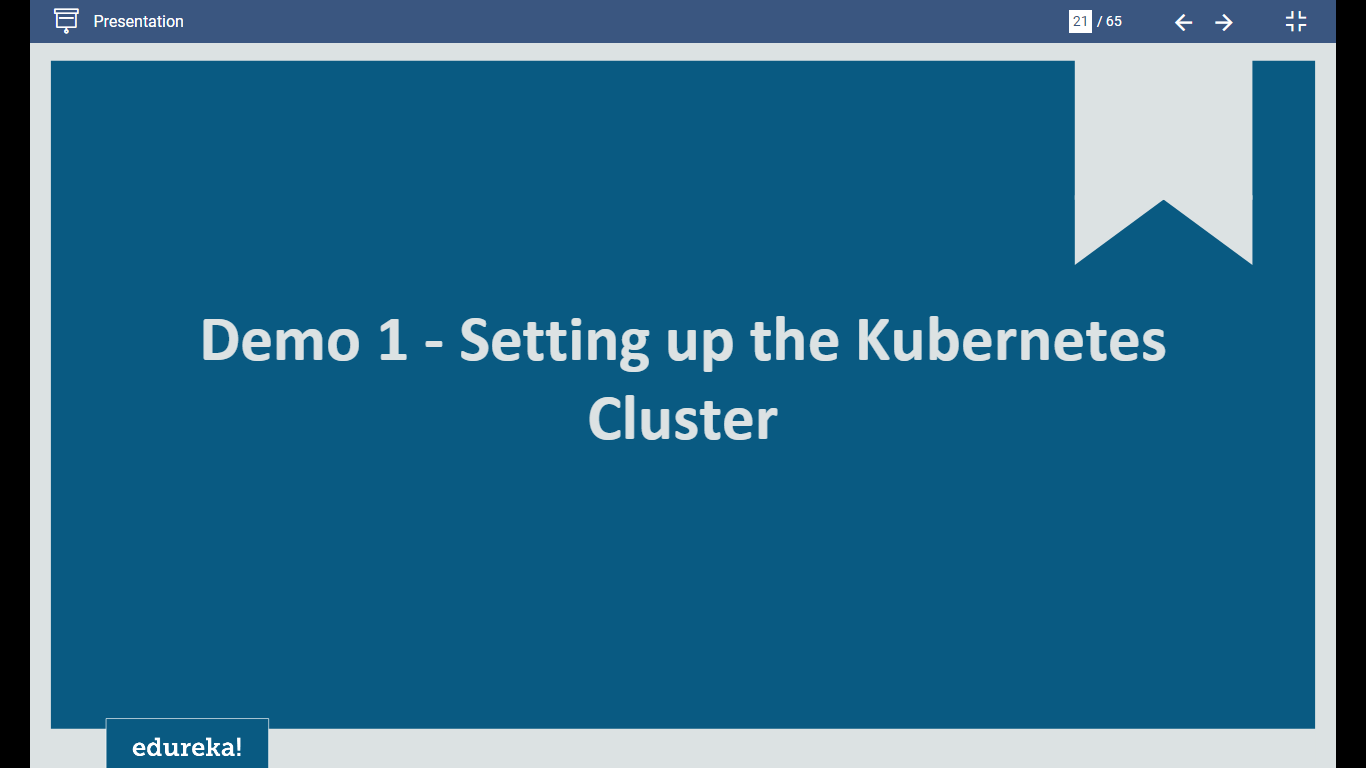 Presentation
21 / 65
Demo 1 - Setting up the Kubernetes
Cluster
edureka!